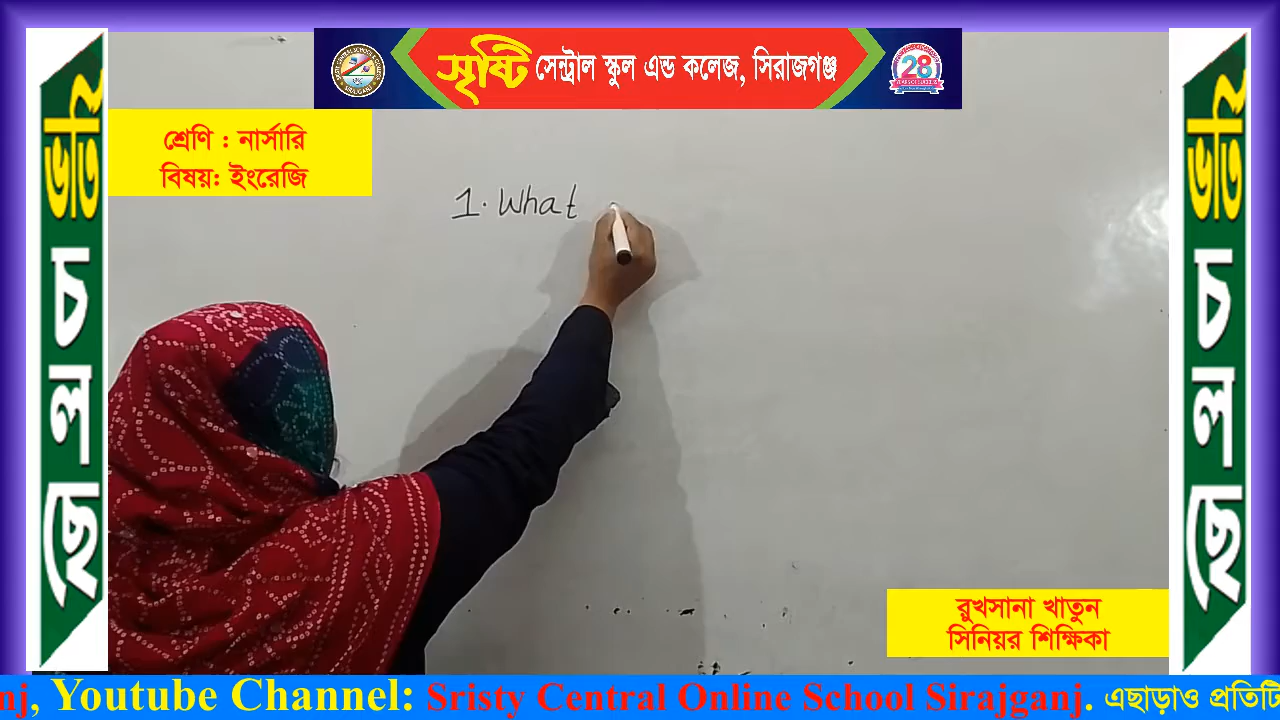 সৃষ্টি সেন্ট্রাল স্কুল এন্ড কলেজ, সিরাজগঞ্জ
28
শ্রেণি : নার্সারি
বিষয়: ইংরেজি
1. What
ভর্তি চলছে
ভর্তি চলছে
রুখসানা খাতুন
সিনিয়র শিক্ষিকা
nj, Youtube Channel: Sristy Central Online School Sirajganj. এছাড়াও প্রতিটি